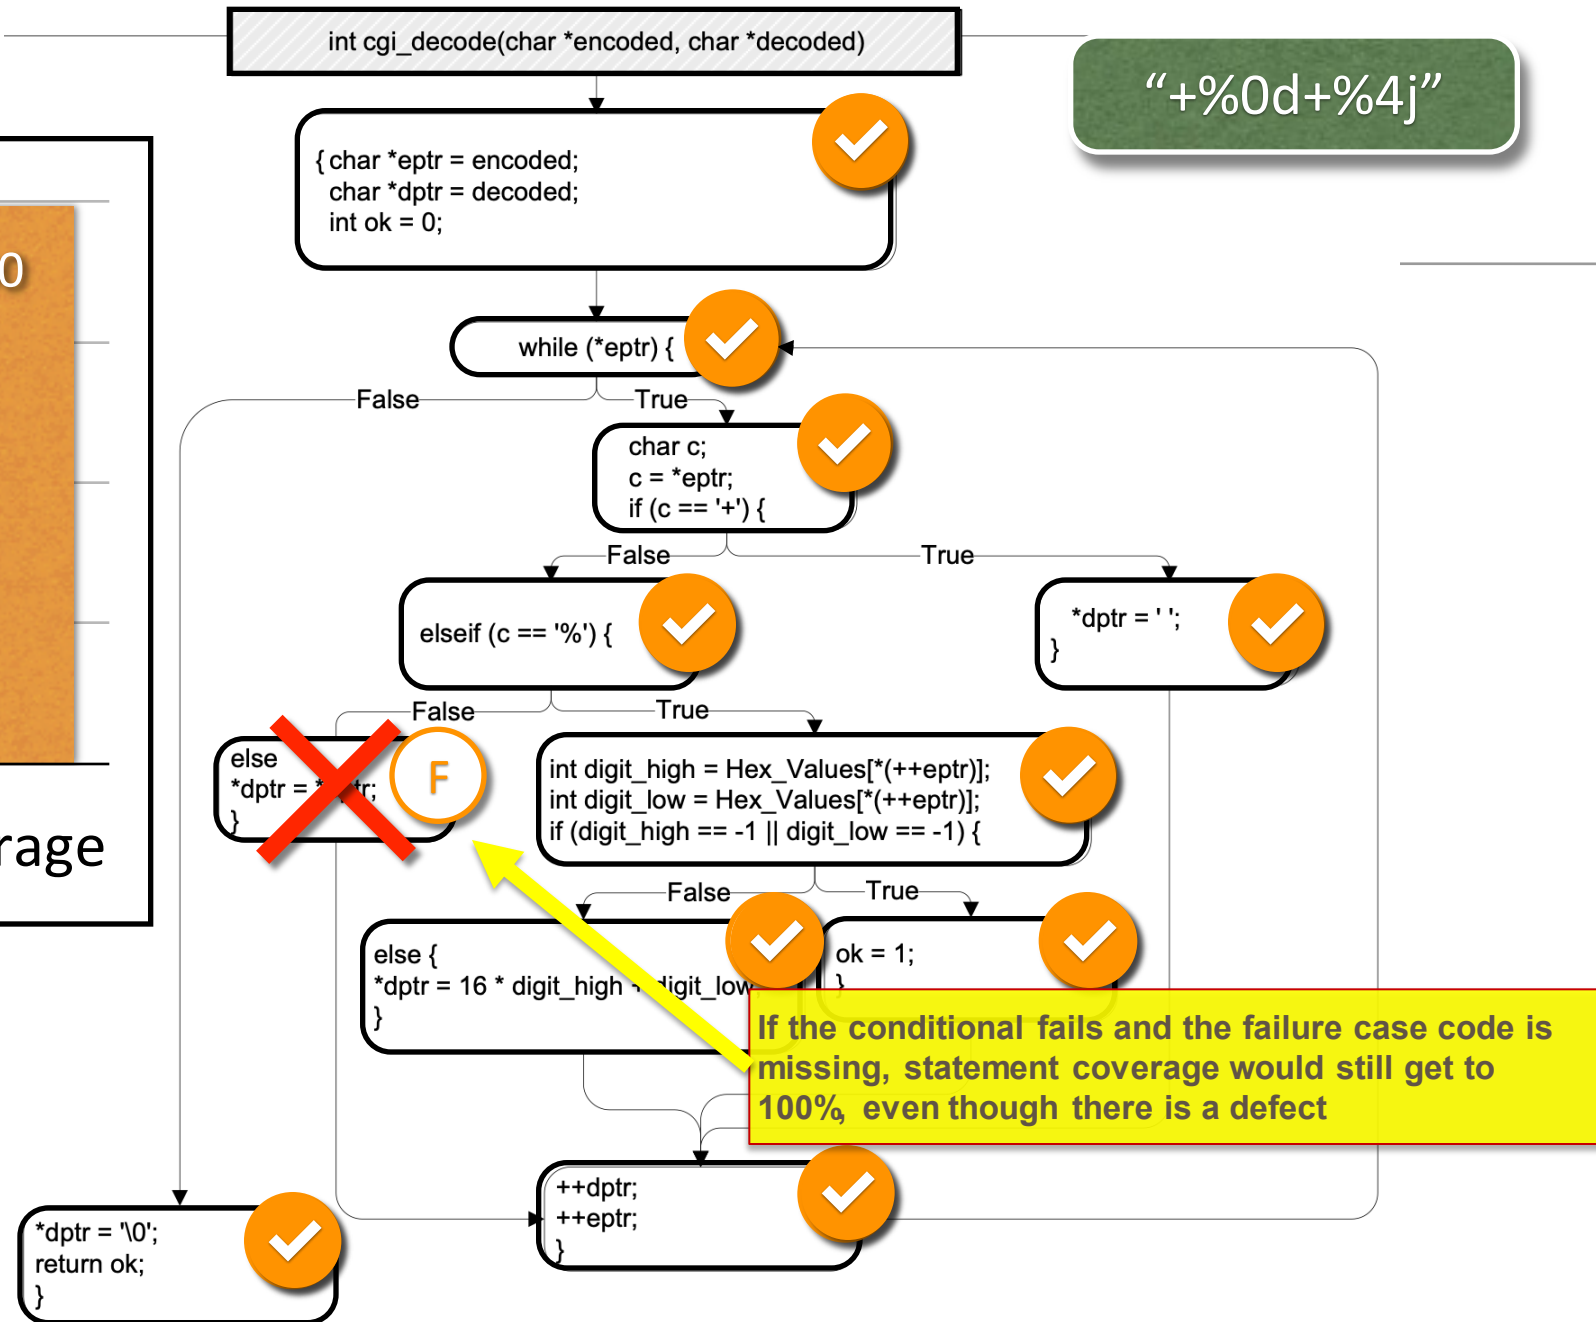 int cgi_decode(char *encoded, char *decoded)
“+%0d+%4j”
{ char *eptr = encoded;
char *dptr = decoded;
int ok = 0;
0
while (*eptr) {
False
True
char c;
c = *eptr;
if (c == '+') {
False
True
elseif (c == '%') {
*dptr = ' ';
}
False
True
else
*dptr =
}
F
int digit_high = Hex_Values[*(++eptr)];
int digit_low = Hex_Values[*(++eptr)];
if (digit_high == -1 || digit_low == -1) {
rage
False
True
else {
*dptr = 16 * digit_high + digit_low;
}
ok = 1;
}
If the conditional fails and the failure case code is
missing, statement coverage would still get to
100%, even though there is a defect
++dptr;
++eptr;
}
*dptr = '\0';
return ok;
}